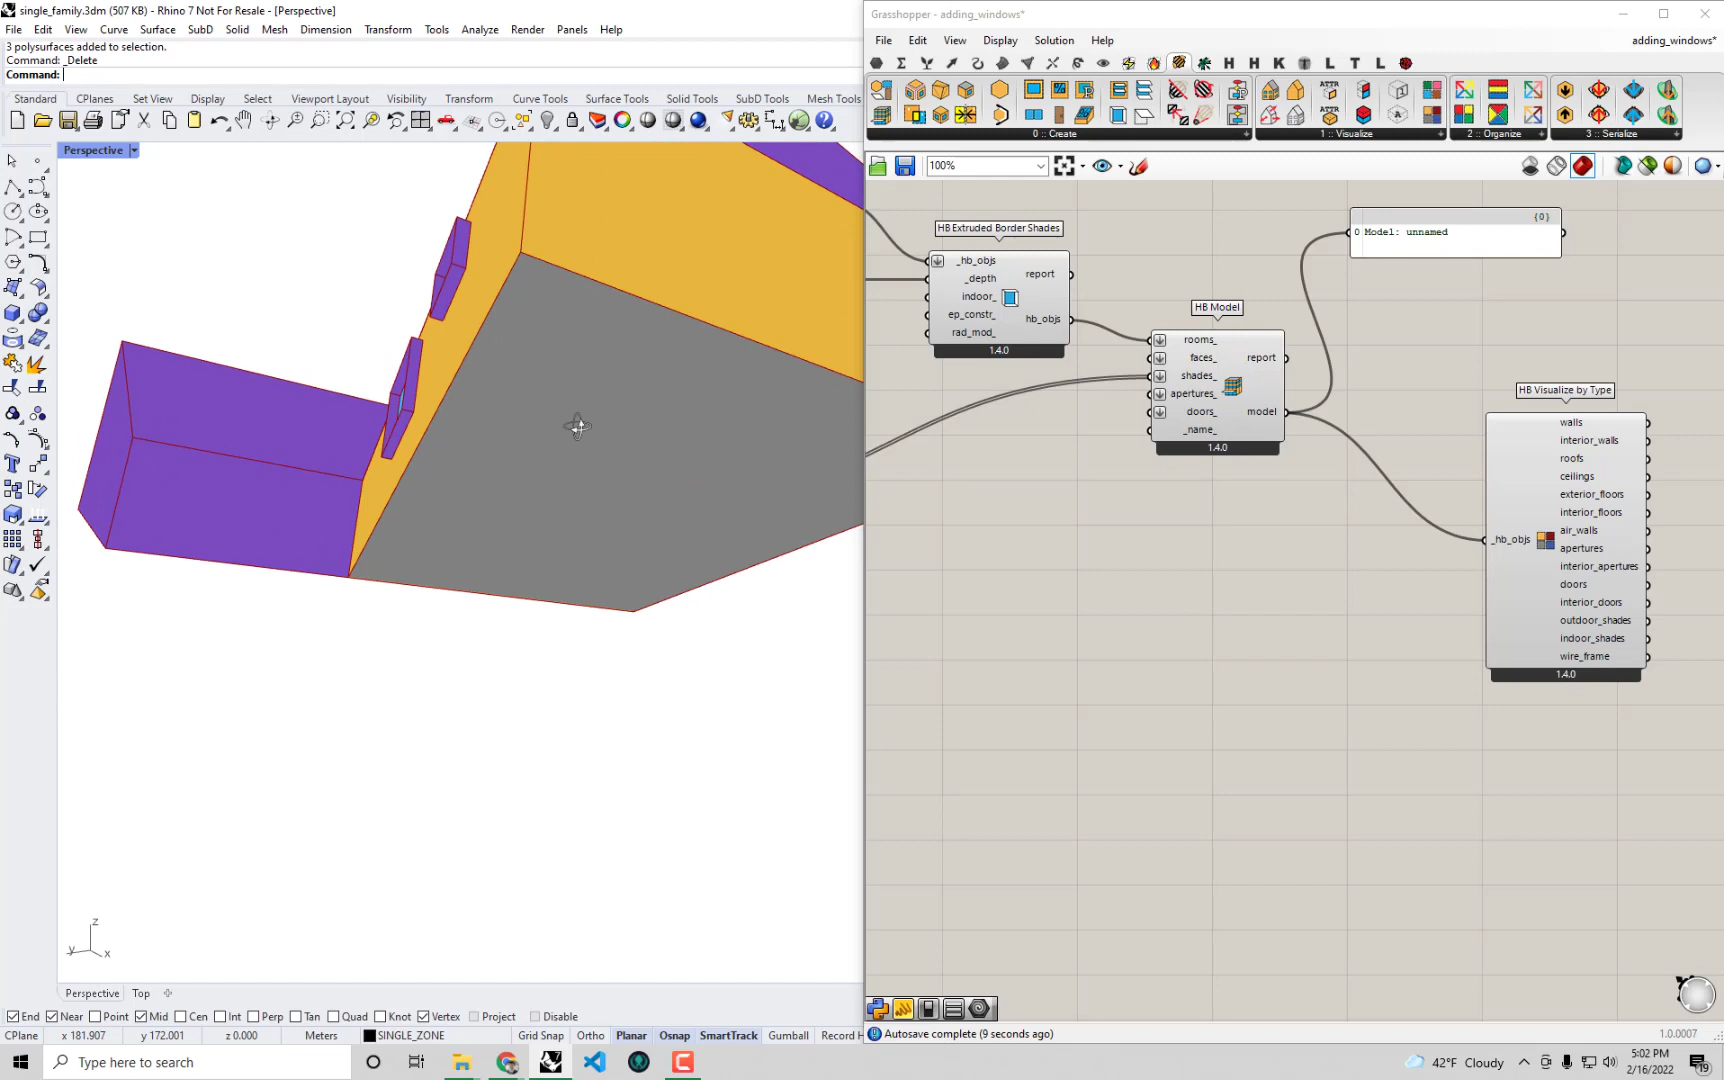 single_family.3dm (507 KB) - Rhino 7 Not For Resale - [Perspective]
File Edit View Curve Surface SubD Solid Mesh Dimension Transform Tools Analyze Render Panels Help
3 polysurfaces added to selection.
Command: _Delete
Command:
Standard CPlanes Set View Display Select Viewport Layout Visibility Transform Curve Tools Surface Tools Solid Tools SubD Tools Mesh Tools
Perspective
z
y
x
Perspective Top
End Near Point Mid Cen Int Perp Tan Quad Knot Vertex Project Disable
CPlane x 181.907 y 172.001 z 0.000 Meters SINGLE_ZONE Grid Snap Ortho Planar Osnap SmartTrack Gumball Record H
Grasshopper - adding_windows*
File Edit View Display Solution Help
adding_windows*
H H K L T L
ATTR
ATTR
0 :: Create 1 :: Visualize 2 :: Organize 3 :: Serialize
100%
HB Extruded Border Shades
_hb_objs
_depth
indoor_
ep_constr_
rad_mod_
report
hb_objs
1.4.0
HB Model
rooms_
faces_
shades_
apertures_
doors_
_name_
report
model
1.4.0
{0}
0 Model: unnamed
HB Visualize by Type
_hb_objs
walls
interior_walls
roofs
ceilings
exterior_floors
interior_floors
air_walls
apertures
interior_apertures
doors
interior_doors
outdoor_shades
indoor_shades
wire_frame
1.4.0
Autosave complete (9 seconds ago)
1.0.0007
Type here to search
42°F Cloudy
5:02 PM
2/16/2022
19